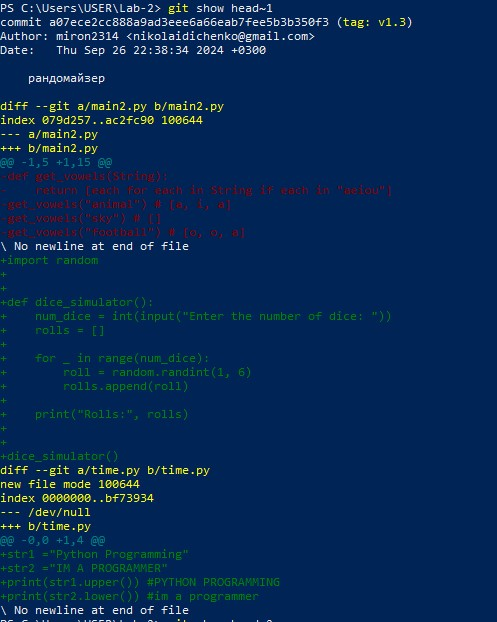 PS C:\Users\USER\Lab-2> git show head~1
commit a07ece2cc888a9ad3eee6a66eab7fee5b3b350f3 (tag: v1.3)
Author: miron2314 <nikolaidichenko@gmail.com>
Date:   Thu Sep 26 22:38:34 2024 +0300

    рандомайзер

diff --git a/main2.py b/main2.py
index 079d257..ac2fc90 100644
--- a/main2.py
+++ b/main2.py
@@ -1,5 +1,15 @@
-def get_vowels(String):
-    return [each for each in String if each in "aeiou"]
-get_vowels("animal") # [a, i, a]
-get_vowels("sky") # []
-get_vowels("football") # [o, o, a]
\ No newline at end of file
+import random
+
+
+def dice_simulator():
+    num_dice = int(input("Enter the number of dice: "))
+    rolls = []
+
+    for _ in range(num_dice):
+        roll = random.randint(1, 6)
+        rolls.append(roll)
+
+    print("Rolls:", rolls)
+
+
+dice_simulator()
diff --git a/time.py b/time.py
new file mode 100644
index 0000000..bf73934
--- /dev/null
+++ b/time.py
@@ -0,0 +1,4 @@
+str1 ="Python Programming"
+str2 ="IM A PROGRAMMER"
+print(str1.upper()) #PYTHON PROGRAMMING
+print(str2.lower()) #im a programmer
\ No newline at end of file